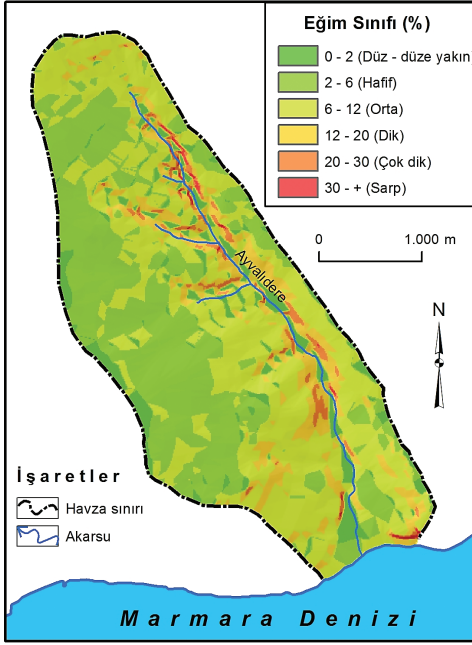 Eğim Sınıfı (%)
0 - 2 (Düz - düze yakın)
2 - 6 (Hafif)
6 - 12 (Orta)
12 - 20 (Dik)
20 - 30 (Çok dik)
30 - + (Sarp)
0 1.000 m
Ayvalıdere
N
İşaretler
Havza sınırı
Akarsu
Marmara Denizi